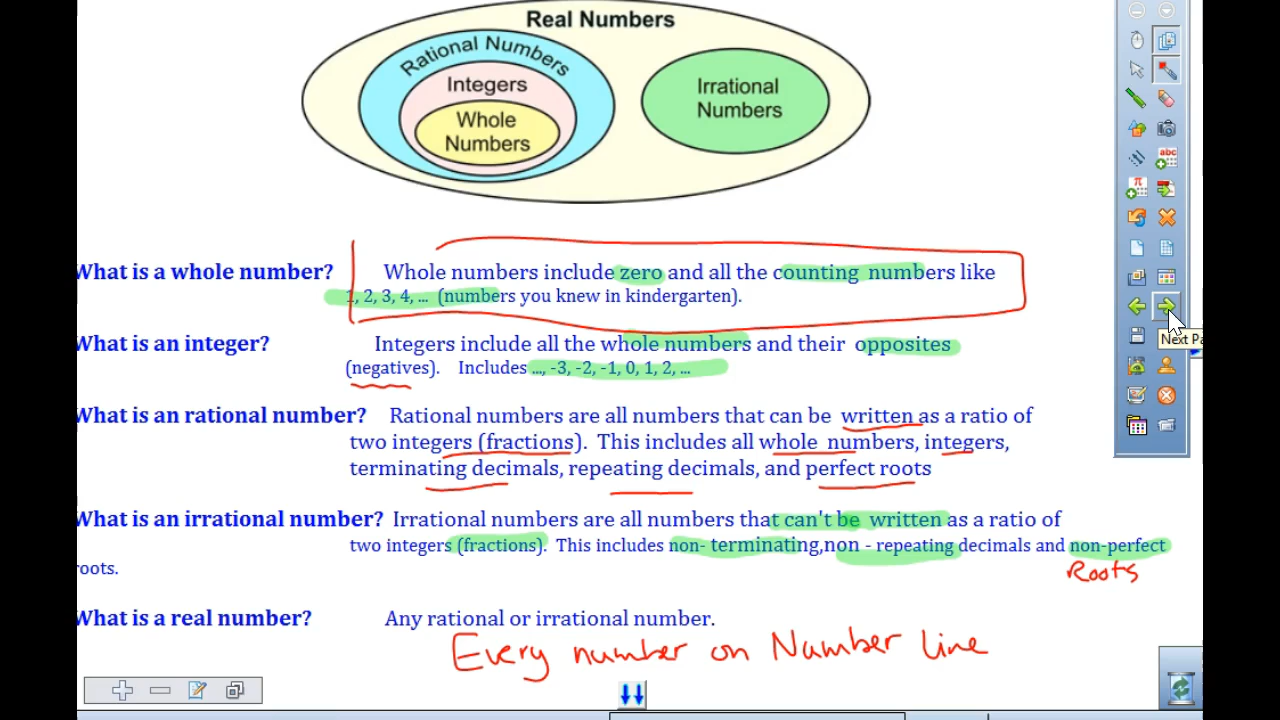 Real Numbers
Rational Numbers
Integers
Whole
Numbers
Irrational
Numbers
abc
π
Next Pa
What is a whole number? Whole numbers include zero and all the counting numbers like
1, 2, 3, 4, ... (numbers you knew in kindergarten).
What is an integer? Integers include all the whole numbers and their opposites
(negatives). Includes ..., -3, -2, -1, 0, 1, 2, ...
What is an rational number? Rational numbers are all numbers that can be written as a ratio of
two integers (fractions). This includes all whole numbers, integers,
terminating decimals, repeating decimals, and perfect roots
What is an irrational number? Irrational numbers are all numbers that can't be written as a ratio of
two integers (fractions). This includes non- terminating,non - repeating decimals and non-perfect
roots.
Roots
What is a real number? Any rational or irrational number.
Every number on Number line